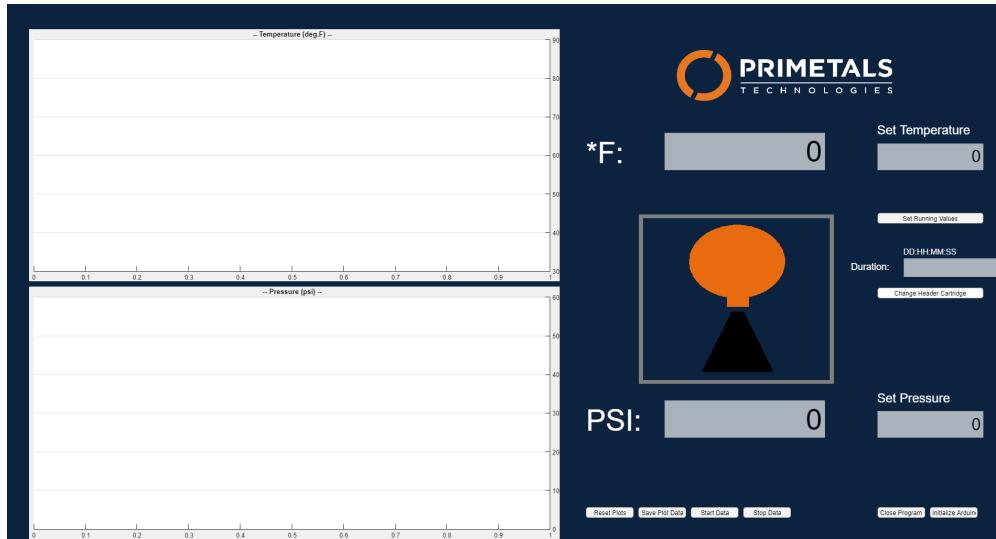 -- Temperature (deg.F) --
90
80
70
60
50
40
30
0 0.1 0.2 0.3 0.4 0.5 0.6 0.7 0.8 0.9 1
-- Pressure (psi) --
60
50
40
30
20
10
0
0 0.1 0.2 0.3 0.4 0.5 0.6 0.7 0.8 0.9 1
PRIMETALS
TECHNOLOGIES
*F: 0
Set Temperature
0
Set Running Values
DD:HH:MM:SS
Duration:
Change Header Cartridge
PSI: 0
Set Pressure
0
Reset Plots Save Plot Data Start Data Stop Data
Close Program Initialize Arduin